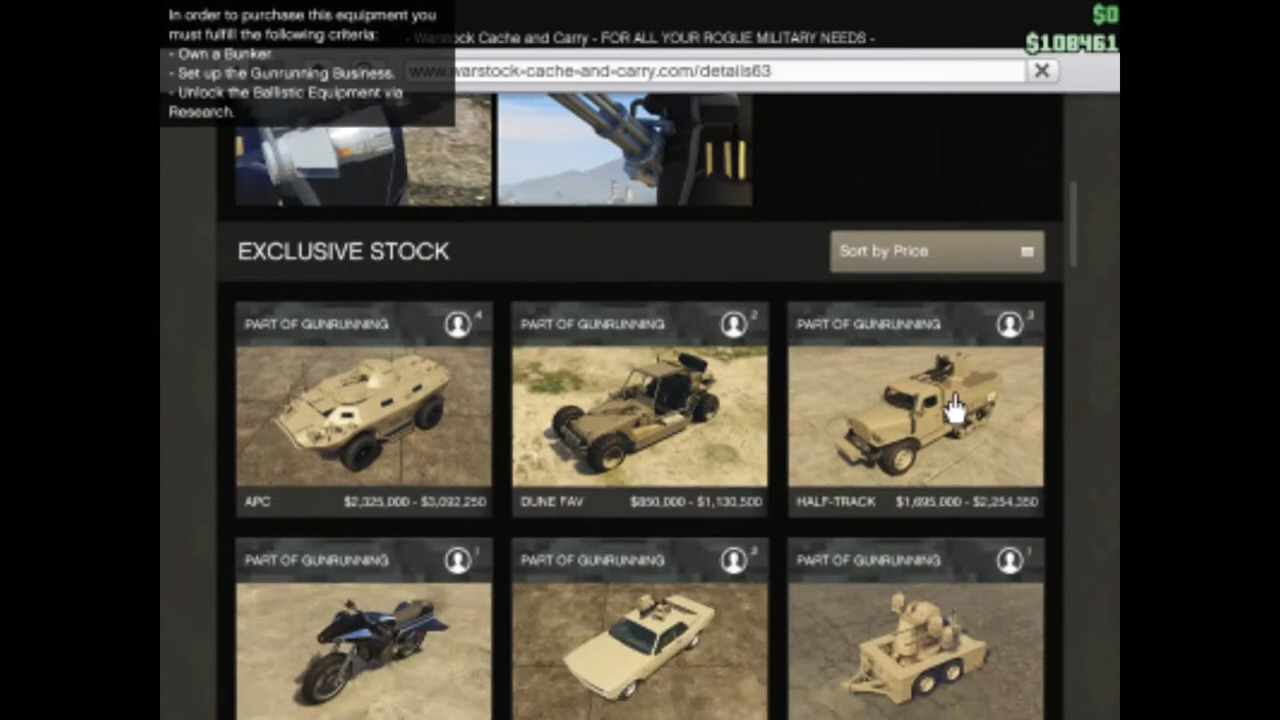 In order to purchase this equipment you
must fulfill the following criteria:
- Own a Bunker.
- Set up the Gunrunning Business.
- Unlock the Ballistic Equipment via
Research.
$0
$108461
- Warstock Cache and Carry - FOR ALL YOUR ROGUE MILITARY NEEDS -
www.warstock-cache-and-carry.com/details63
EXCLUSIVE STOCK
Sort by Price
PART OF GUNRUNNING 4
PART OF GUNRUNNING 2
PART OF GUNRUNNING 3
APC $2,325,000 - $3,092,250
DUNE FAV $850,000 - $1,130,500
HALF-TRACK $1,695,000 - $2,254,350
PART OF GUNRUNNING 1
PART OF GUNRUNNING 2
PART OF GUNRUNNING 1